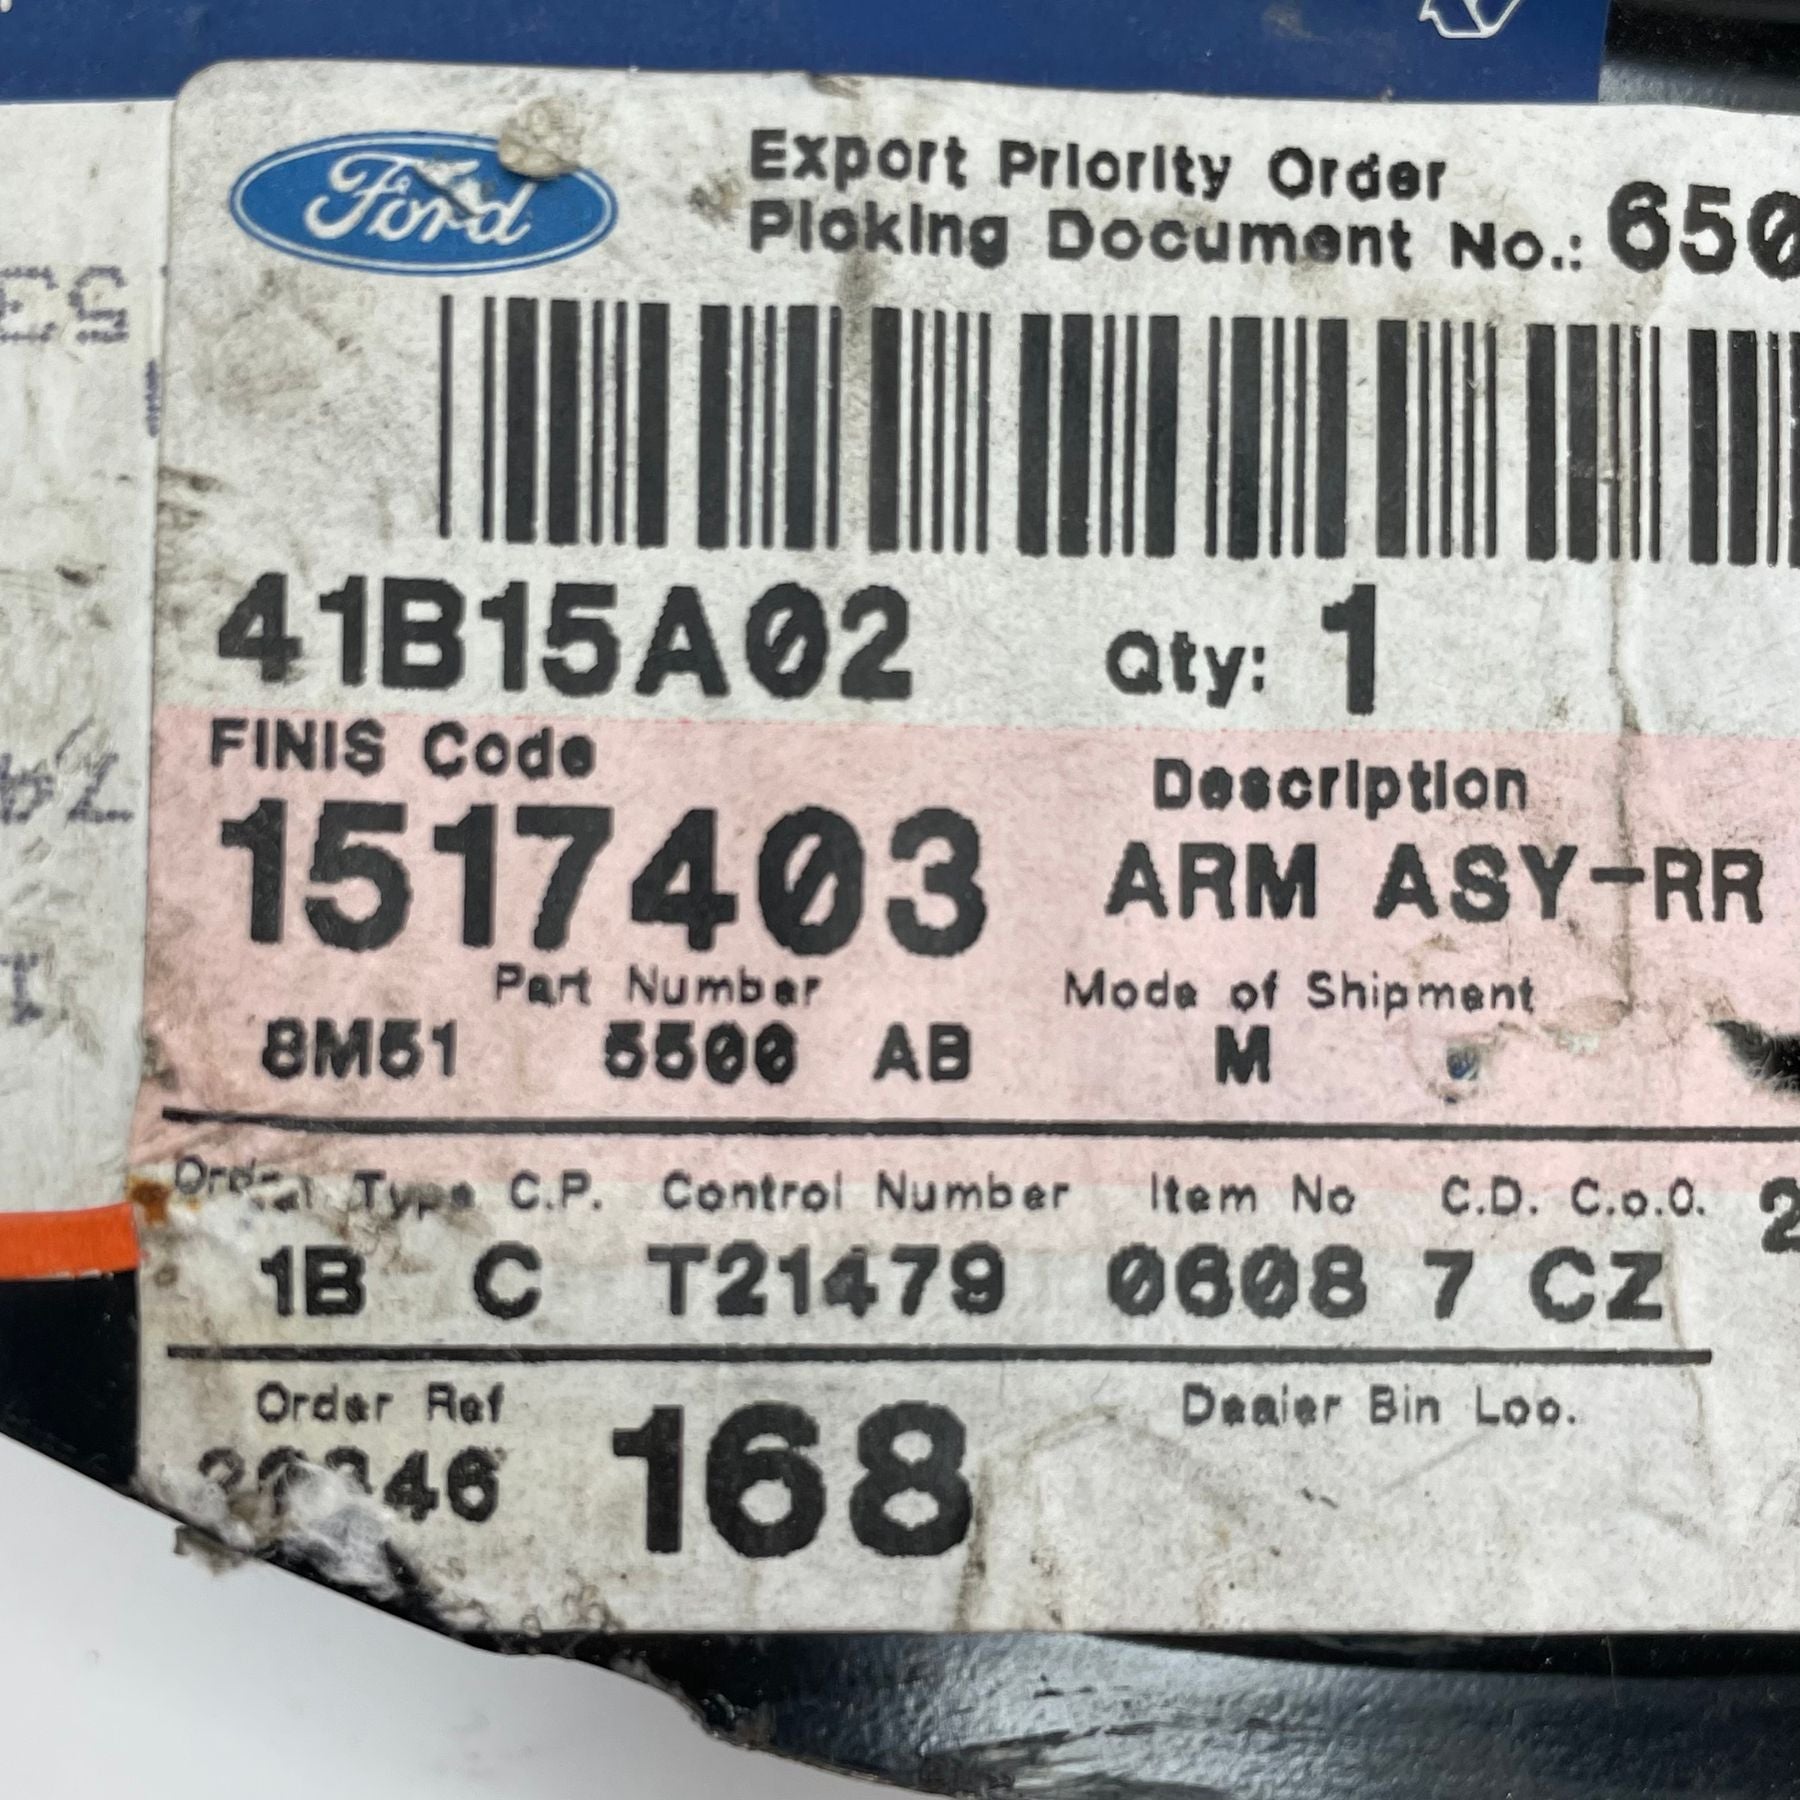 Ford
Export Priority Order
Picking Document No.: 650
41B15A02 Qty: 1
FINIS Code Description
1517403 ARM ASY-RR
Part Number Mode of Shipment
8M51 5500 AB M
Type C.P. Control Number Item No C.D. C.o.O. 2
1B C T21479 0608 7 CZ
Order Ref Dealer Bin Loc.
168